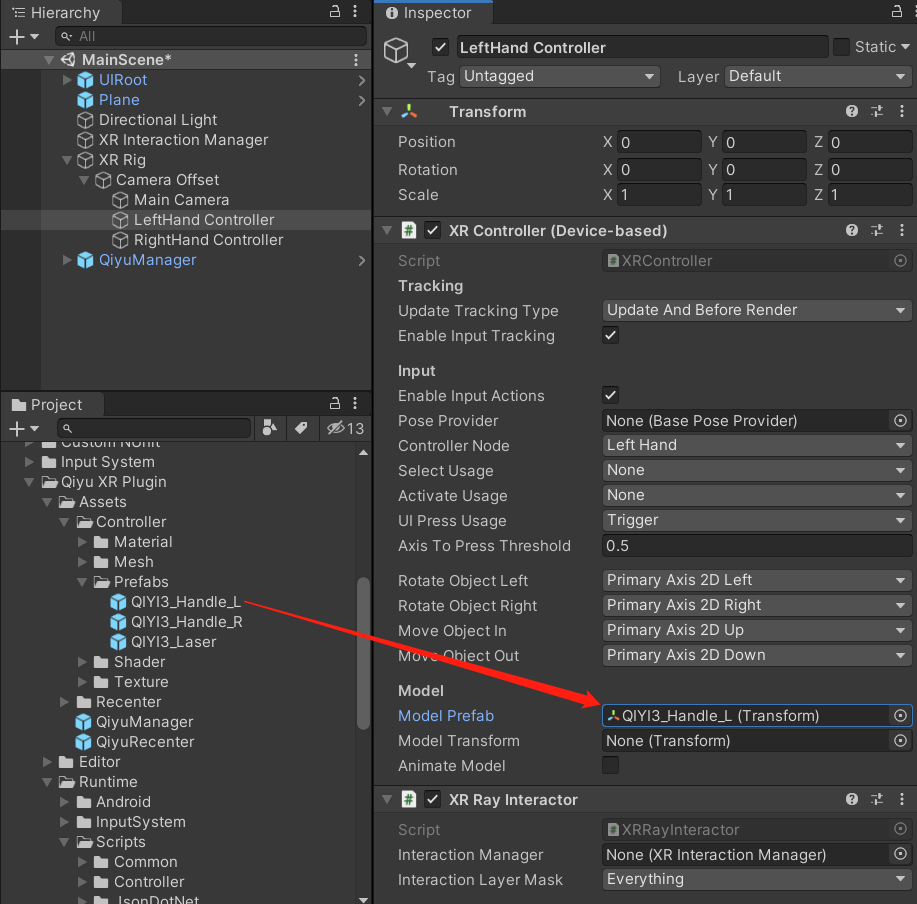 Hierarchy
All
MainScene*
UIRoot
Plane
Directional Light
XR Interaction Manager
XR Rig
Camera Offset
Main Camera
LeftHand Controller
RightHand Controller
QiyuManager
Project
13
Custom NUnit
Input System
Qiyu XR Plugin
Assets
Controller
Material
Mesh
Prefabs
QIYI3_Handle_L
QIYI3_Handle_R
QIYI3_Laser
Shader
Texture
Recenter
QiyuManager
QiyuRecenter
Editor
Runtime
Android
InputSystem
Scripts
Common
Controller
JsonDotNet
Inspector
LeftHand Controller Static
Tag Untagged Layer Default
Transform
Position X 0 Y 0 Z 0
Rotation X 0 Y 0 Z 0
Scale X 1 Y 1 Z 1
# XR Controller (Device-based)
Script # XRController
Tracking
Update Tracking Type Update And Before Render
Enable Input Tracking
Input
Enable Input Actions
Pose Provider None (Base Pose Provider)
Controller Node Left Hand
Select Usage None
Activate Usage None
UI Press Usage Trigger
Axis To Press Threshold 0.5
Rotate Object Left Primary Axis 2D Left
Rotate Object Right Primary Axis 2D Right
Move Object In Primary Axis 2D Up
Move Object Out Primary Axis 2D Down
Model
Model Prefab QIYI3_Handle_L (Transform)
Model Transform None (Transform)
Animate Model
# XR Ray Interactor
Script # XRRayInteractor
Interaction Manager None (XR Interaction Manager)
Interaction Layer Mask Everything